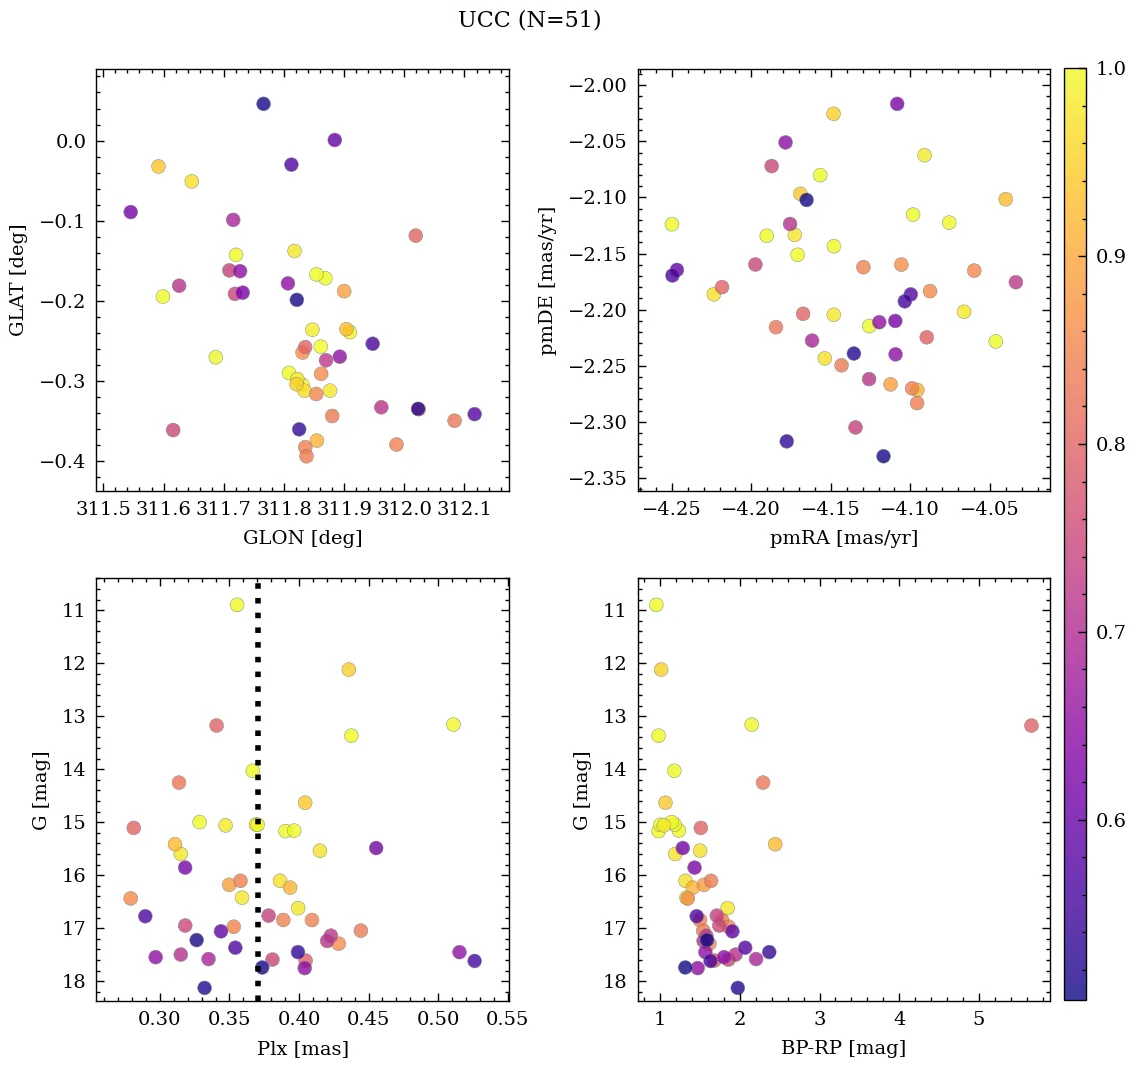 UCC (N=51)
0.0
−0.1
−0.2
−0.3
−0.4
GLAT [deg]
311.5 311.6 311.7 311.8 311.9 312.0 312.1
GLON [deg]
−2.00
−2.05
−2.10
−2.15
−2.20
−2.25
−2.30
−2.35
pmDE [mas/yr]
−4.25 −4.20 −4.15 −4.10 −4.05
pmRA [mas/yr]
1.0
0.9
0.8
0.7
0.6
11
12
13
14
15
16
17
18
G [mag]
0.30 0.35 0.40 0.45 0.50 0.55
Plx [mas]
11
12
13
14
15
16
17
18
G [mag]
1 2 3 4 5
BP-RP [mag]